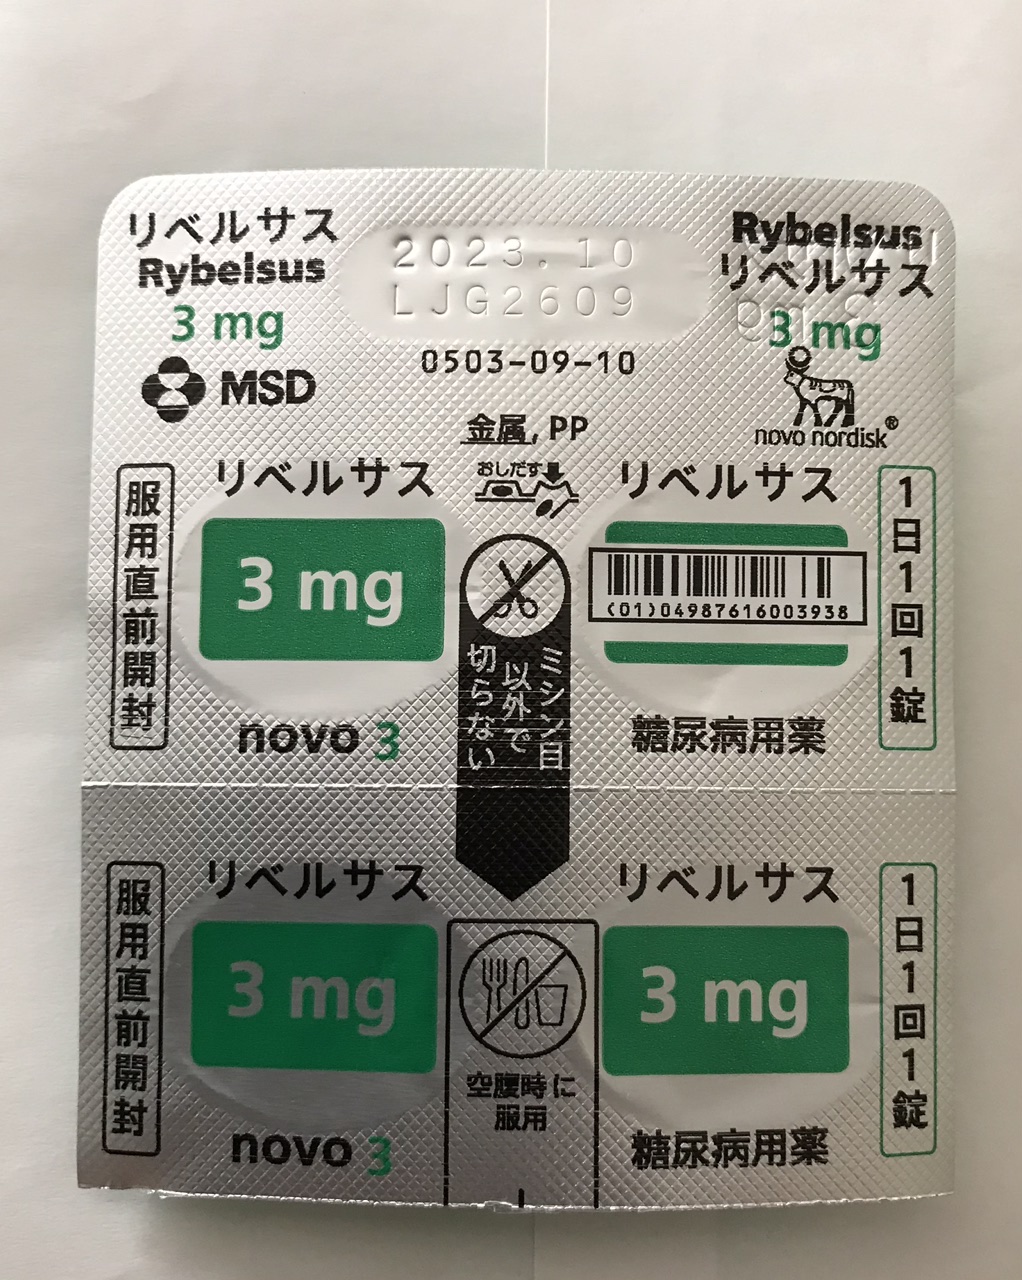 リベルサス
Rybelsus
3 mg
MSD
2023.10
LJG2609
0503-09-10
Rybelsus
リベルサス
3 mg
novo nordisk®
金属, PP
おしだす
リベルサス
3 mg
novo 3
服用直前開封
ミシン目
以外で
切らない
リベルサス
(01)04987616003938
糖尿病用薬
1日1回1錠
服用直前開封
リベルサス
3 mg
novo 3
空腹時に
服用
リベルサス
3 mg
糖尿病用薬
1日1回1錠